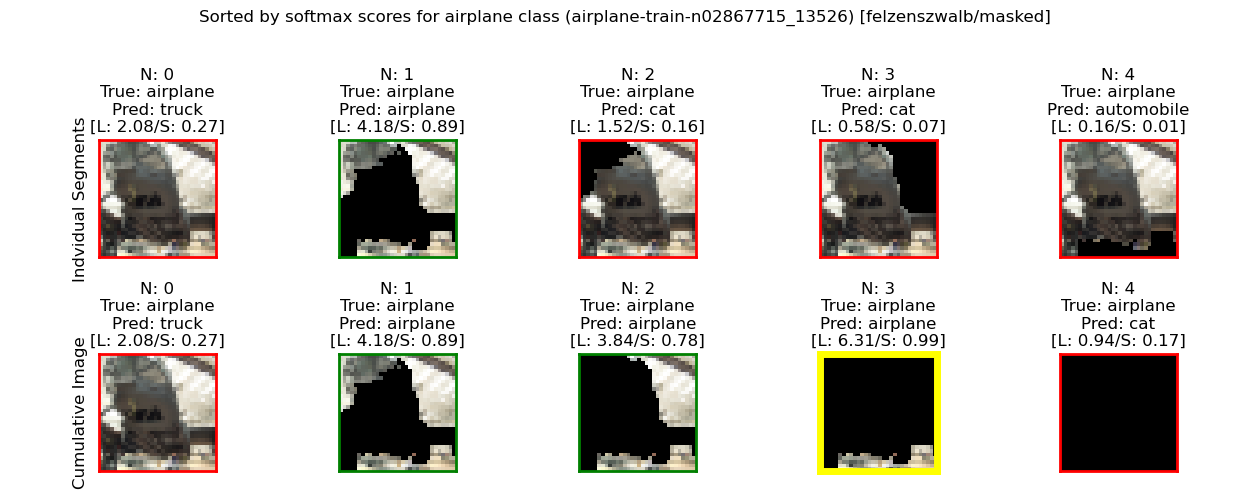 Sorted by softmax scores for airplane class (airplane-train-n02867715_13526) [felzenszwalb/masked]
Indvidual Segments
N: 0
True: airplane
Pred: truck
[L: 2.08/S: 0.27]
N: 1
True: airplane
Pred: airplane
[L: 4.18/S: 0.89]
N: 2
True: airplane
Pred: cat
[L: 1.52/S: 0.16]
N: 3
True: airplane
Pred: cat
[L: 0.58/S: 0.07]
N: 4
True: airplane
Pred: automobile
[L: 0.16/S: 0.01]
Cumulative Image
N: 0
True: airplane
Pred: truck
[L: 2.08/S: 0.27]
N: 1
True: airplane
Pred: airplane
[L: 4.18/S: 0.89]
N: 2
True: airplane
Pred: airplane
[L: 3.84/S: 0.78]
N: 3
True: airplane
Pred: airplane
[L: 6.31/S: 0.99]
N: 4
True: airplane
Pred: cat
[L: 0.94/S: 0.17]